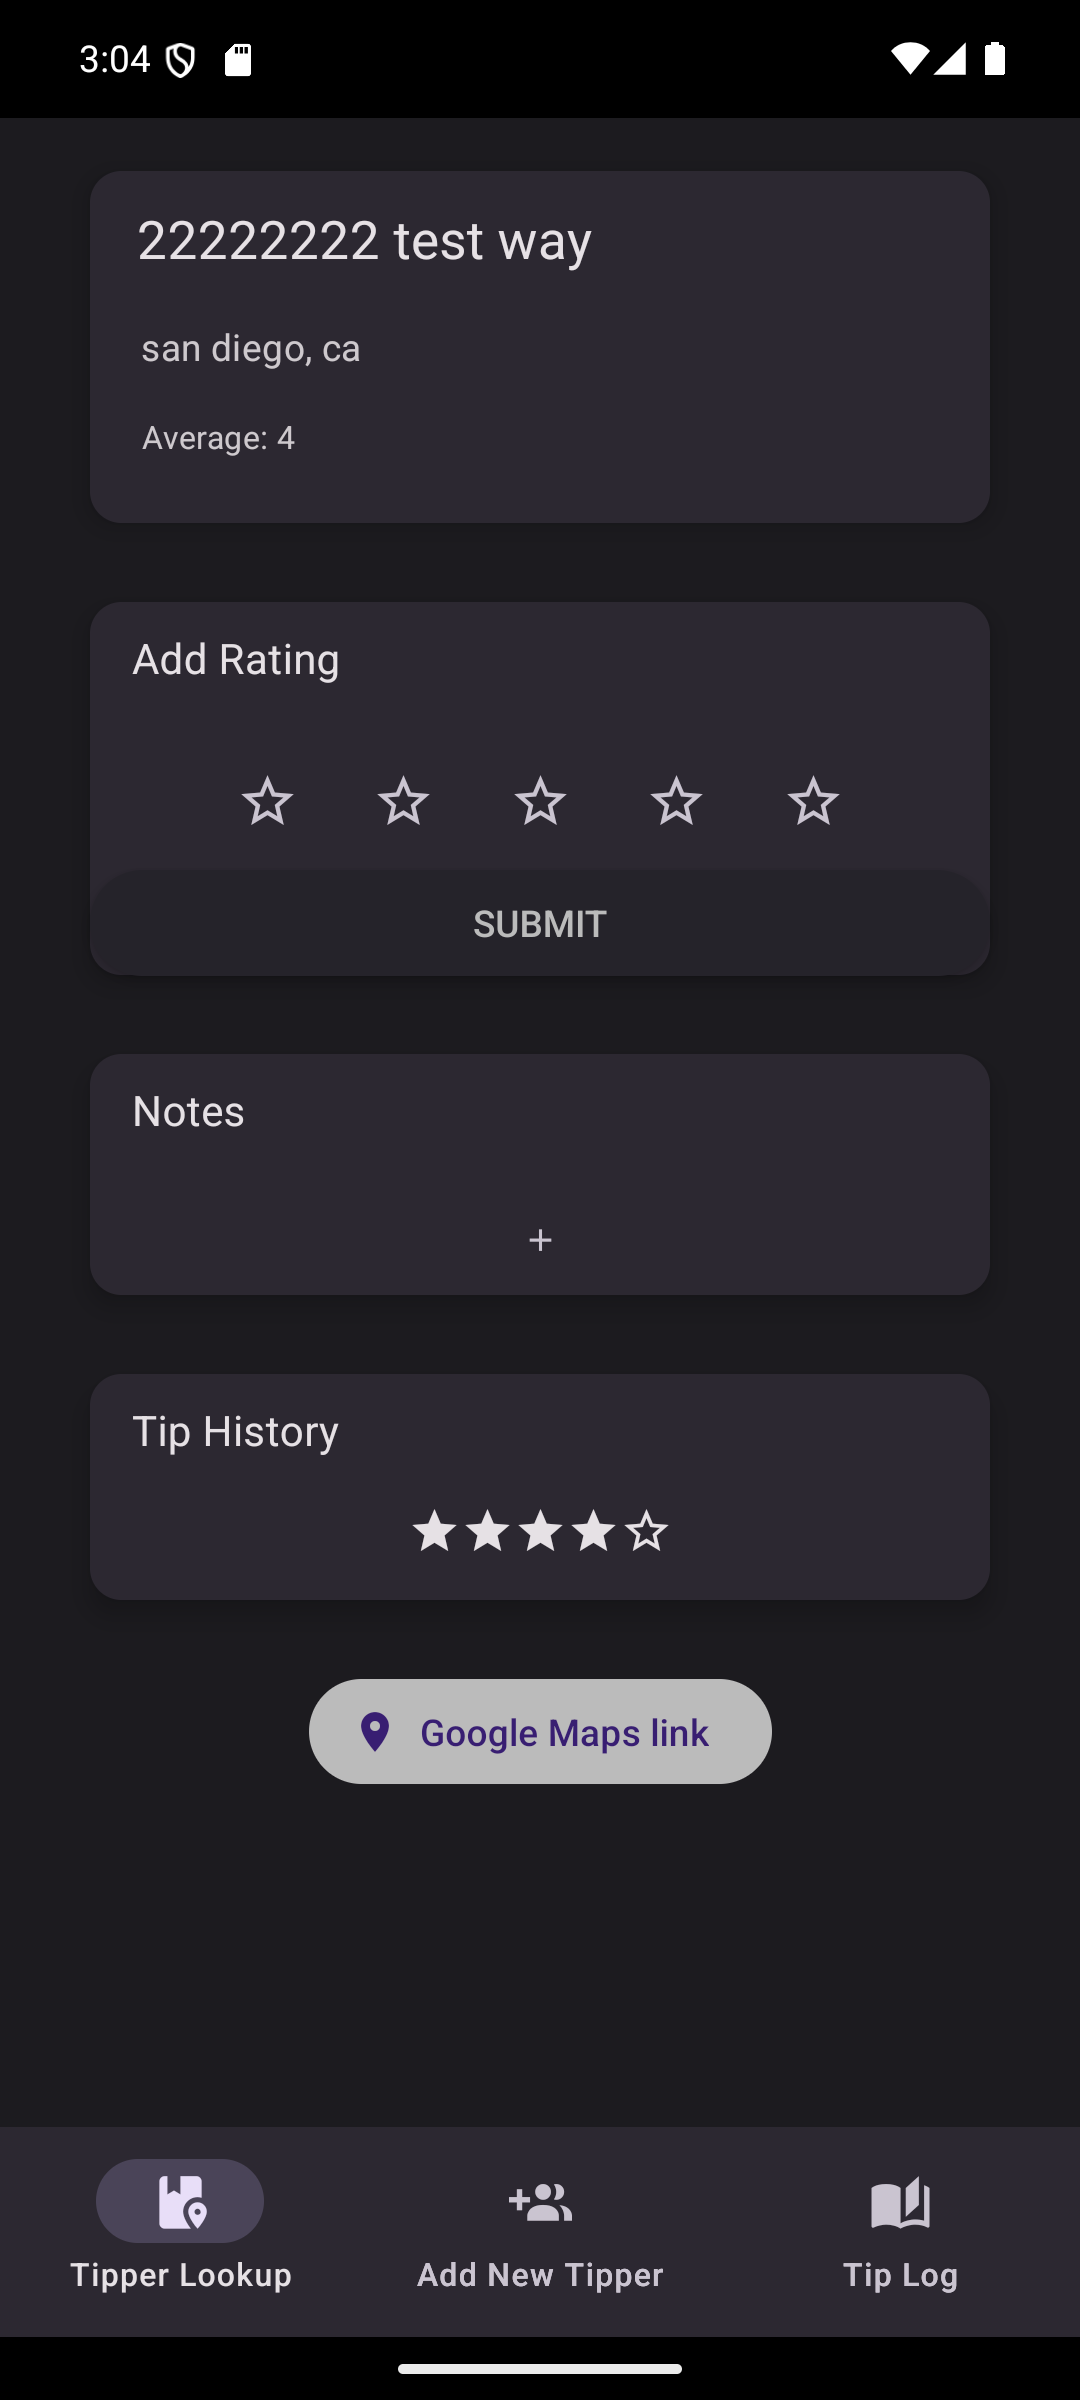 3:04
22222222 test way
san diego, ca
Average: 4
Add Rating
SUBMIT
Notes
+
Tip History
Google Maps link
Tipper Lookup
Add New Tipper
Tip Log